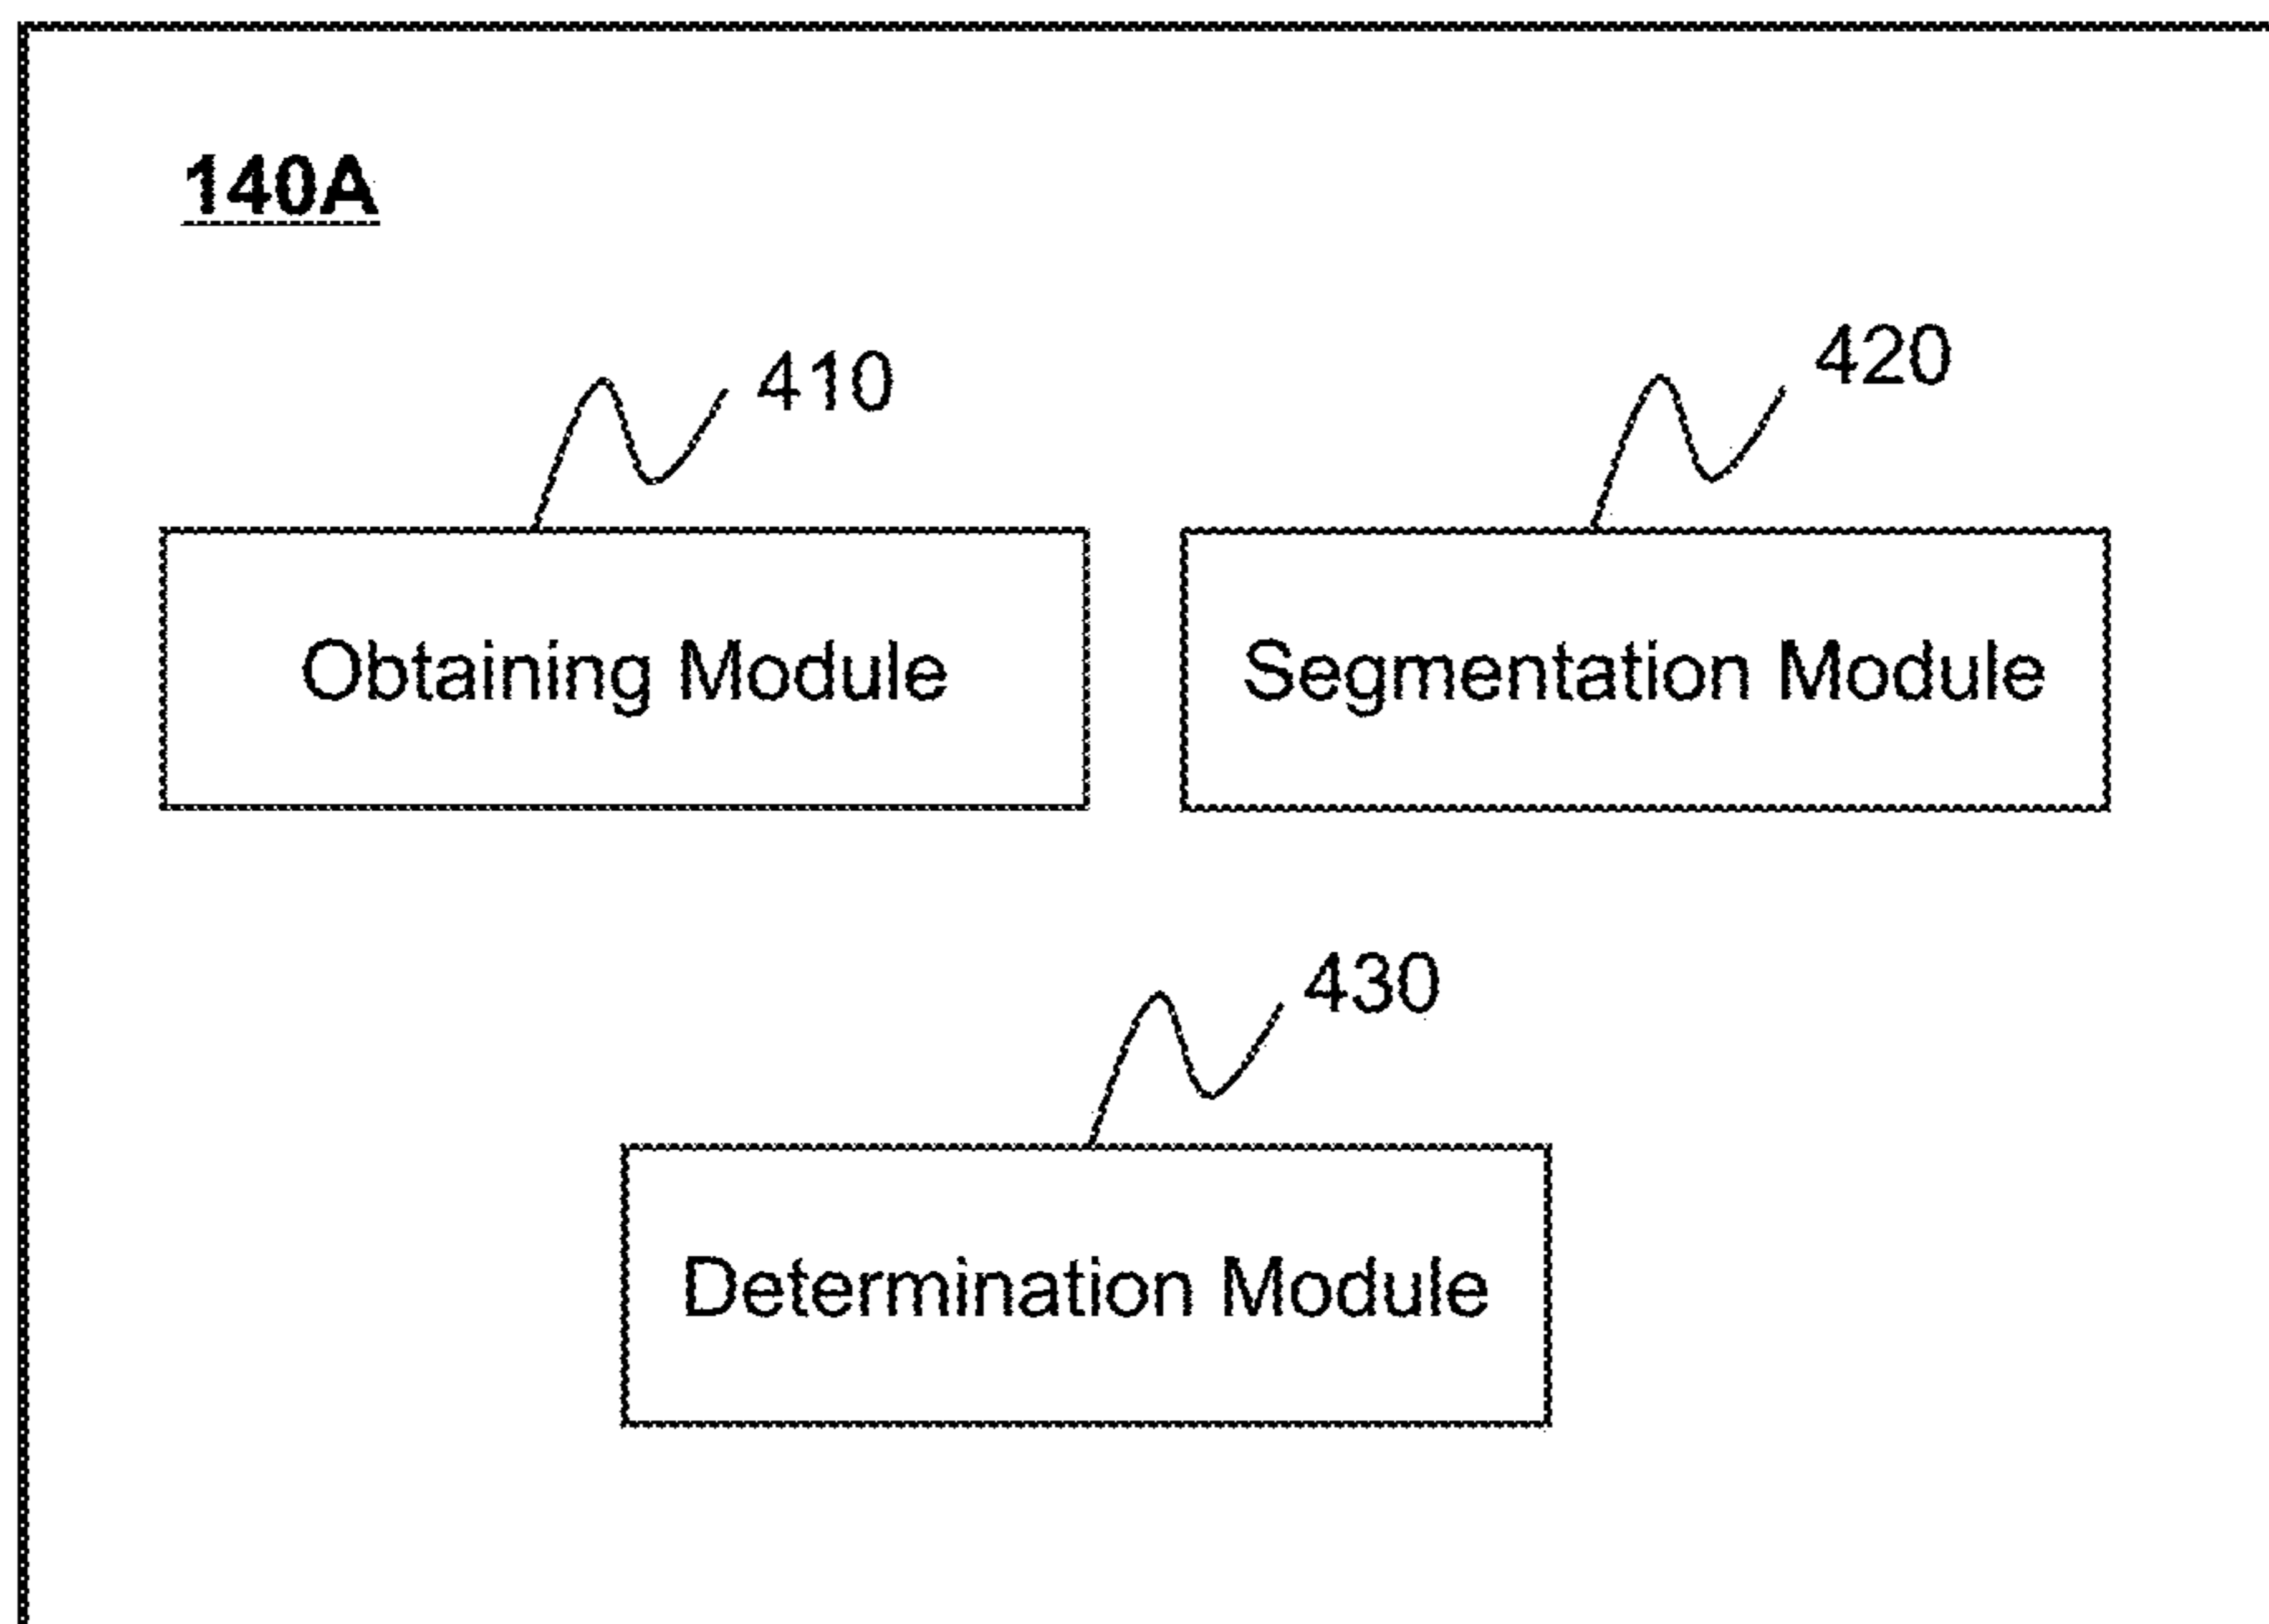 140A
410
420
Obtaining Module
Segmentation Module
430
Determination Module